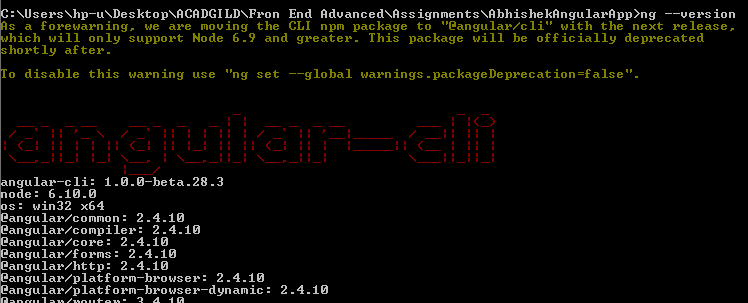 C:\Users\hp-u\Desktop\ACADGILD\Fron End Advanced\Assignments\AbhishekAngularApp>ng --version
As a forewarning, we are moving the CLI npm package to "@angular/cli" with the next release,
which will only support Node 6.9 and greater. This package will be officially deprecated
shortly after.
To disable this warning use "ng set --global warnings.packageDeprecation=false".
angular-cli
angular-cli: 1.0.0-beta.28.3
node: 6.10.0
os: win32 x64
@angular/common: 2.4.10
@angular/compiler: 2.4.10
@angular/core: 2.4.10
@angular/forms: 2.4.10
@angular/http: 2.4.10
@angular/platform-browser: 2.4.10
@angular/platform-browser-dynamic: 2.4.10
@angular/router: 3.4.10